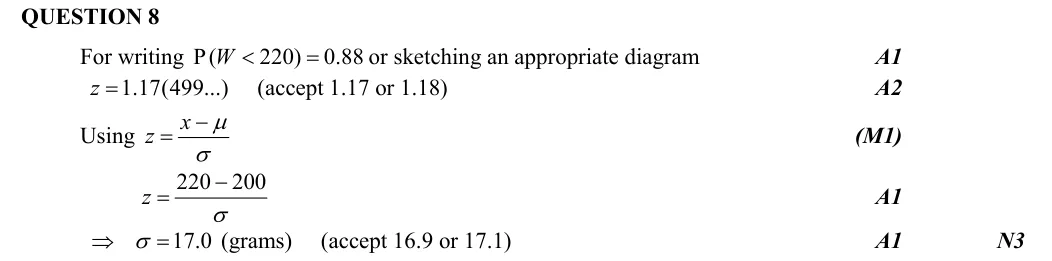 QUESTION 8
For writing P(W < 220) = 0.88 or sketching an appropriate diagram A1
z = 1.17(499...) (accept 1.17 or 1.18) A2
Using z = (x − μ)/σ (M1)
z = (220 − 200)/σ A1
⇒ σ = 17.0 (grams) (accept 16.9 or 17.1) A1 N3